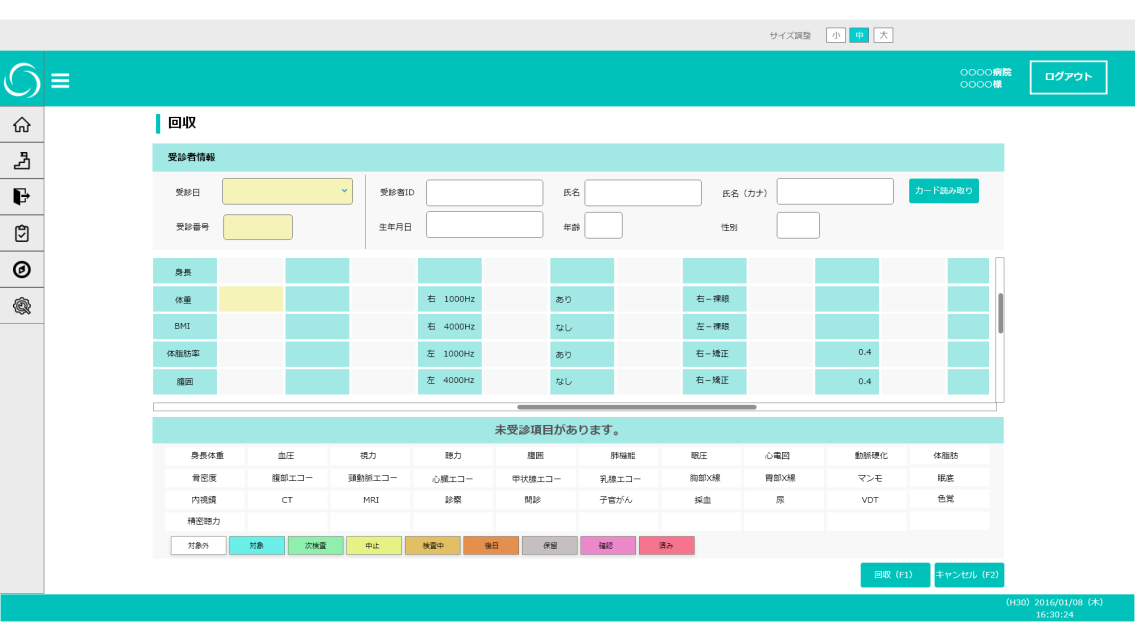 サイズ調整 小 中 大
○○○○病院
○○○○様
ログアウト
回収
受診者情報
受診日 受診者ID 氏名 氏名（カナ） カード読み取り
受診番号 生年月日 年齢 性別
身長
体重 右 1000Hz あり 右－裸眼
BMI 右 4000Hz なし 左－裸眼
体脂肪率 左 1000Hz あり 右－矯正 0.4
腹囲 左 4000Hz なし 右－矯正 0.4
未受診項目があります。
身長体重 血圧 視力 聴力 腹囲 肺機能 眼圧 心電図 動脈硬化 体脂肪
骨密度 腹部エコー 頸動脈エコー 心臓エコー 甲状腺エコー 乳腺エコー 胸部X線 胃部X線 マンモ 眼底
内視鏡 CT MRI 診察 問診 子宮がん 採血 尿 VDT 色覚
精密聴力
対象外 対象 次検査 中止 検査中 後日 保留 確認 済み
回収（F1） キャンセル（F2）
（H30）2016/01/08（木）
16:30:24